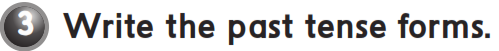 3 Write the past tense forms.